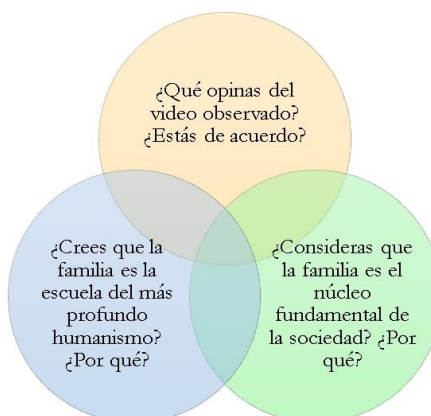 ¿Qué opinas del
video observado?
¿Estás de acuerdo?
¿Crees que la
familia es la
escuela del más
profundo
humanismo?
¿Por qué?
¿Consideras que
la familia es el
núcleo
fundamental de
la sociedad? ¿Por
qué?